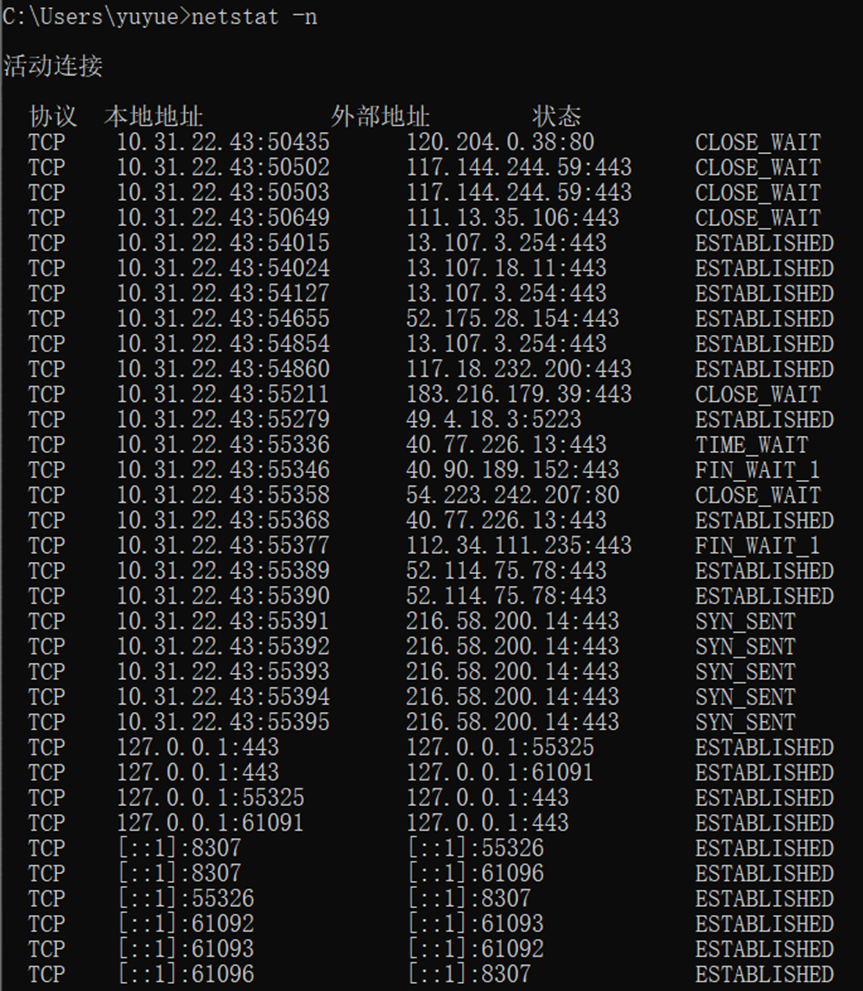 C:\Users\yuyue>netstat -n
活动连接
协议 本地地址 外部地址 状态
TCP 10.31.22.43:50435 120.204.0.38:80 CLOSE_WAIT
TCP 10.31.22.43:50502 117.144.244.59:443 CLOSE_WAIT
TCP 10.31.22.43:50503 117.144.244.59:443 CLOSE_WAIT
TCP 10.31.22.43:50649 111.13.35.106:443 CLOSE_WAIT
TCP 10.31.22.43:54015 13.107.3.254:443 ESTABLISHED
TCP 10.31.22.43:54024 13.107.18.11:443 ESTABLISHED
TCP 10.31.22.43:54127 13.107.3.254:443 ESTABLISHED
TCP 10.31.22.43:54655 52.175.28.154:443 ESTABLISHED
TCP 10.31.22.43:54854 13.107.3.254:443 ESTABLISHED
TCP 10.31.22.43:54860 117.18.232.200:443 ESTABLISHED
TCP 10.31.22.43:55211 183.216.179.39:443 CLOSE_WAIT
TCP 10.31.22.43:55279 49.4.18.3:5223 ESTABLISHED
TCP 10.31.22.43:55336 40.77.226.13:443 TIME_WAIT
TCP 10.31.22.43:55346 40.90.189.152:443 FIN_WAIT_1
TCP 10.31.22.43:55358 54.223.242.207:80 CLOSE_WAIT
TCP 10.31.22.43:55368 40.77.226.13:443 ESTABLISHED
TCP 10.31.22.43:55377 112.34.111.235:443 FIN_WAIT_1
TCP 10.31.22.43:55389 52.114.75.78:443 ESTABLISHED
TCP 10.31.22.43:55390 52.114.75.78:443 ESTABLISHED
TCP 10.31.22.43:55391 216.58.200.14:443 SYN_SENT
TCP 10.31.22.43:55392 216.58.200.14:443 SYN_SENT
TCP 10.31.22.43:55393 216.58.200.14:443 SYN_SENT
TCP 10.31.22.43:55394 216.58.200.14:443 SYN_SENT
TCP 10.31.22.43:55395 216.58.200.14:443 SYN_SENT
TCP 127.0.0.1:443 127.0.0.1:55325 ESTABLISHED
TCP 127.0.0.1:443 127.0.0.1:61091 ESTABLISHED
TCP 127.0.0.1:55325 127.0.0.1:443 ESTABLISHED
TCP 127.0.0.1:61091 127.0.0.1:443 ESTABLISHED
TCP [::1]:8307 [::1]:55326 ESTABLISHED
TCP [::1]:8307 [::1]:61096 ESTABLISHED
TCP [::1]:55326 [::1]:8307 ESTABLISHED
TCP [::1]:61092 [::1]:61093 ESTABLISHED
TCP [::1]:61093 [::1]:61092 ESTABLISHED
TCP [::1]:61096 [::1]:8307 ESTABLISHED